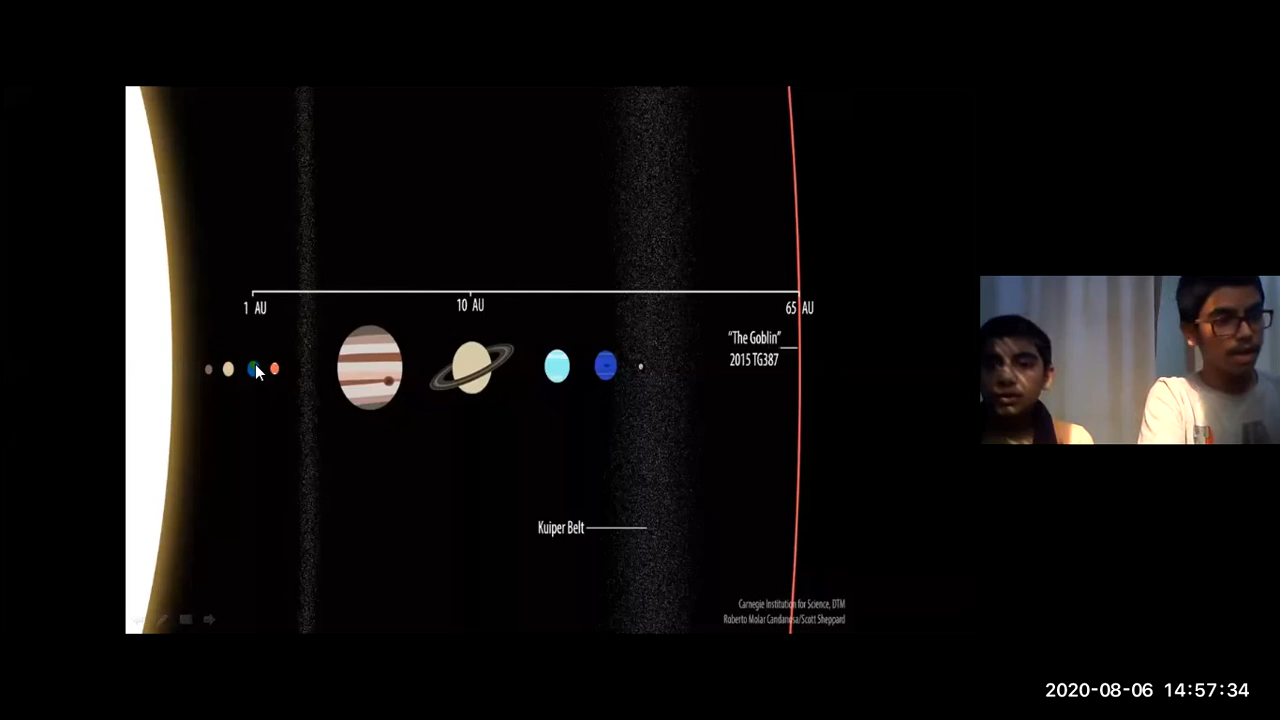 1 AU
10 AU
65 AU
“The Goblin”
2015 TG387
Kuiper Belt
Carnegie Institution for Science, DTM
Roberto Molar Candanosa/Scott Sheppard
2020-08-06 14:57:34